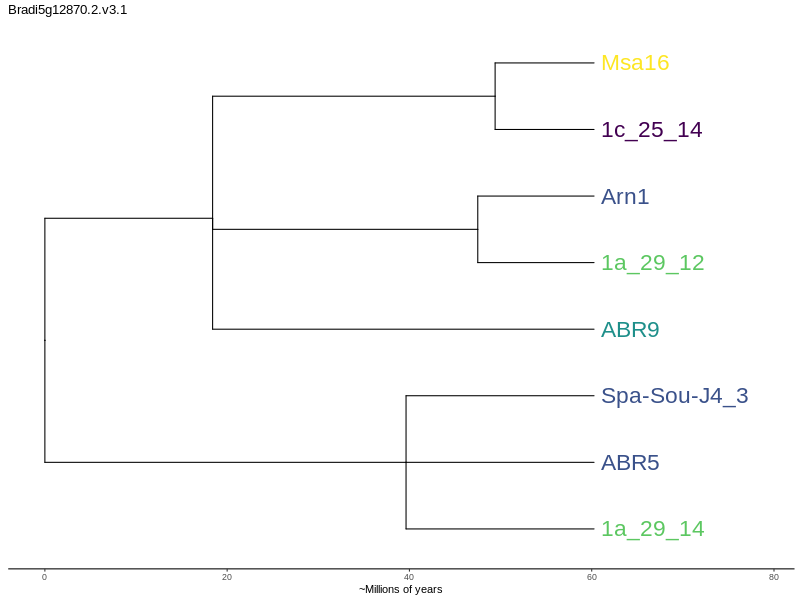 Bradi5g12870.2.v3.1
Msa16
1c_25_14
Arn1
1a_29_12
ABR9
Spa-Sou-J4_3
ABR5
1a_29_14
0 20 40 60 80
~Millions of years